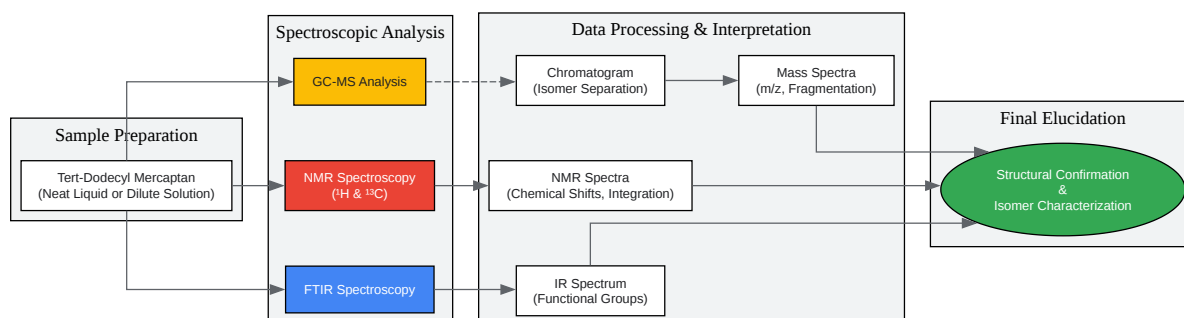 Spectroscopic Analysis
Data Processing & Interpretation
GC-MS Analysis
Chromatogram
(Isomer Separation)
Mass Spectra
(m/z, Fragmentation)
Sample Preparation
Final Elucidation
Tert-Dodecyl Mercaptan
(Neat Liquid or Dilute Solution)
NMR Spectroscopy
(¹H & ¹³C)
NMR Spectra
(Chemical Shifts, Integration)
Structural Confirmation
&
Isomer Characterization
FTIR Spectroscopy
IR Spectrum
(Functional Groups)